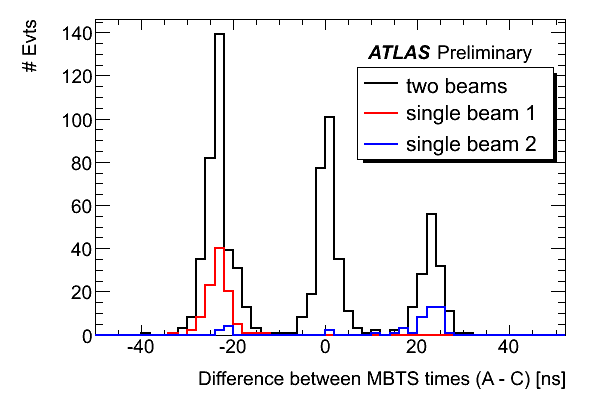 # Evts
140
120
100
80
60
40
20
0
-40 -20 0 20 40
Difference between MBTS times (A - C) [ns]
ATLAS Preliminary
two beams
single beam 1
single beam 2